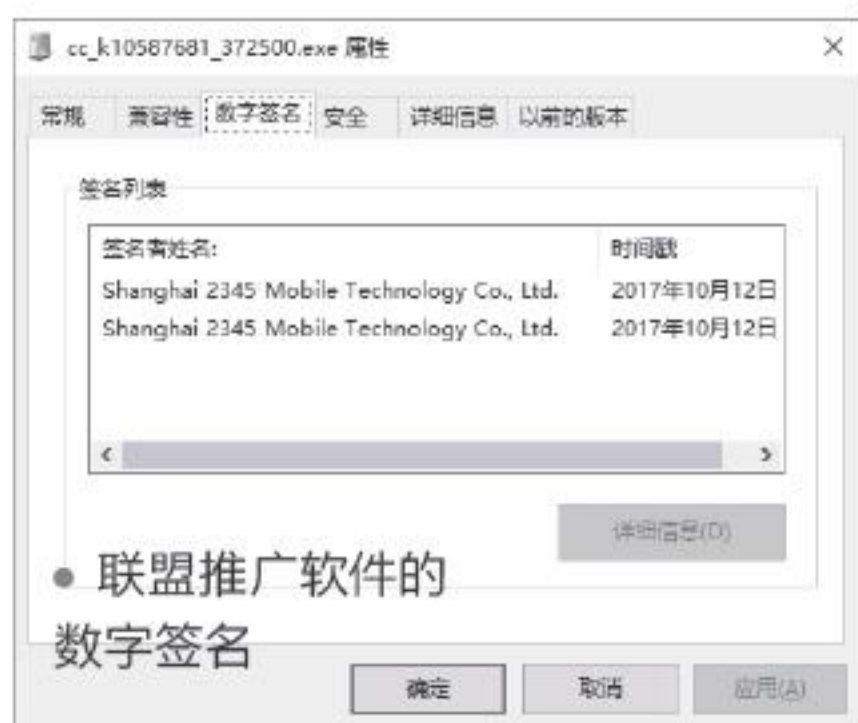 cc_k10587681_372500.exe 属性
常规 兼容性 数字签名 安全 详细信息 以前的版本
签名列表
签名者姓名: 时间戳
Shanghai 2345 Mobile Technology Co., Ltd. 2017年10月12日
Shanghai 2345 Mobile Technology Co., Ltd. 2017年10月12日
详细信息(D)
• 联盟推广软件的
数字签名
确定 取消 应用(A)